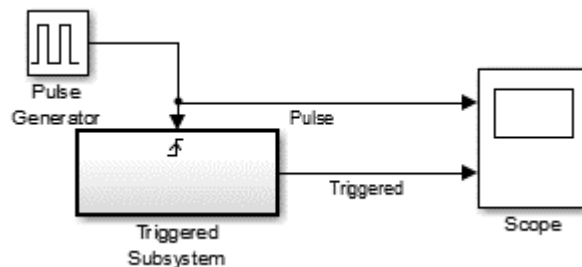 Pulse
Generator
Pulse
Triggered
Triggered
Subsystem
Scope